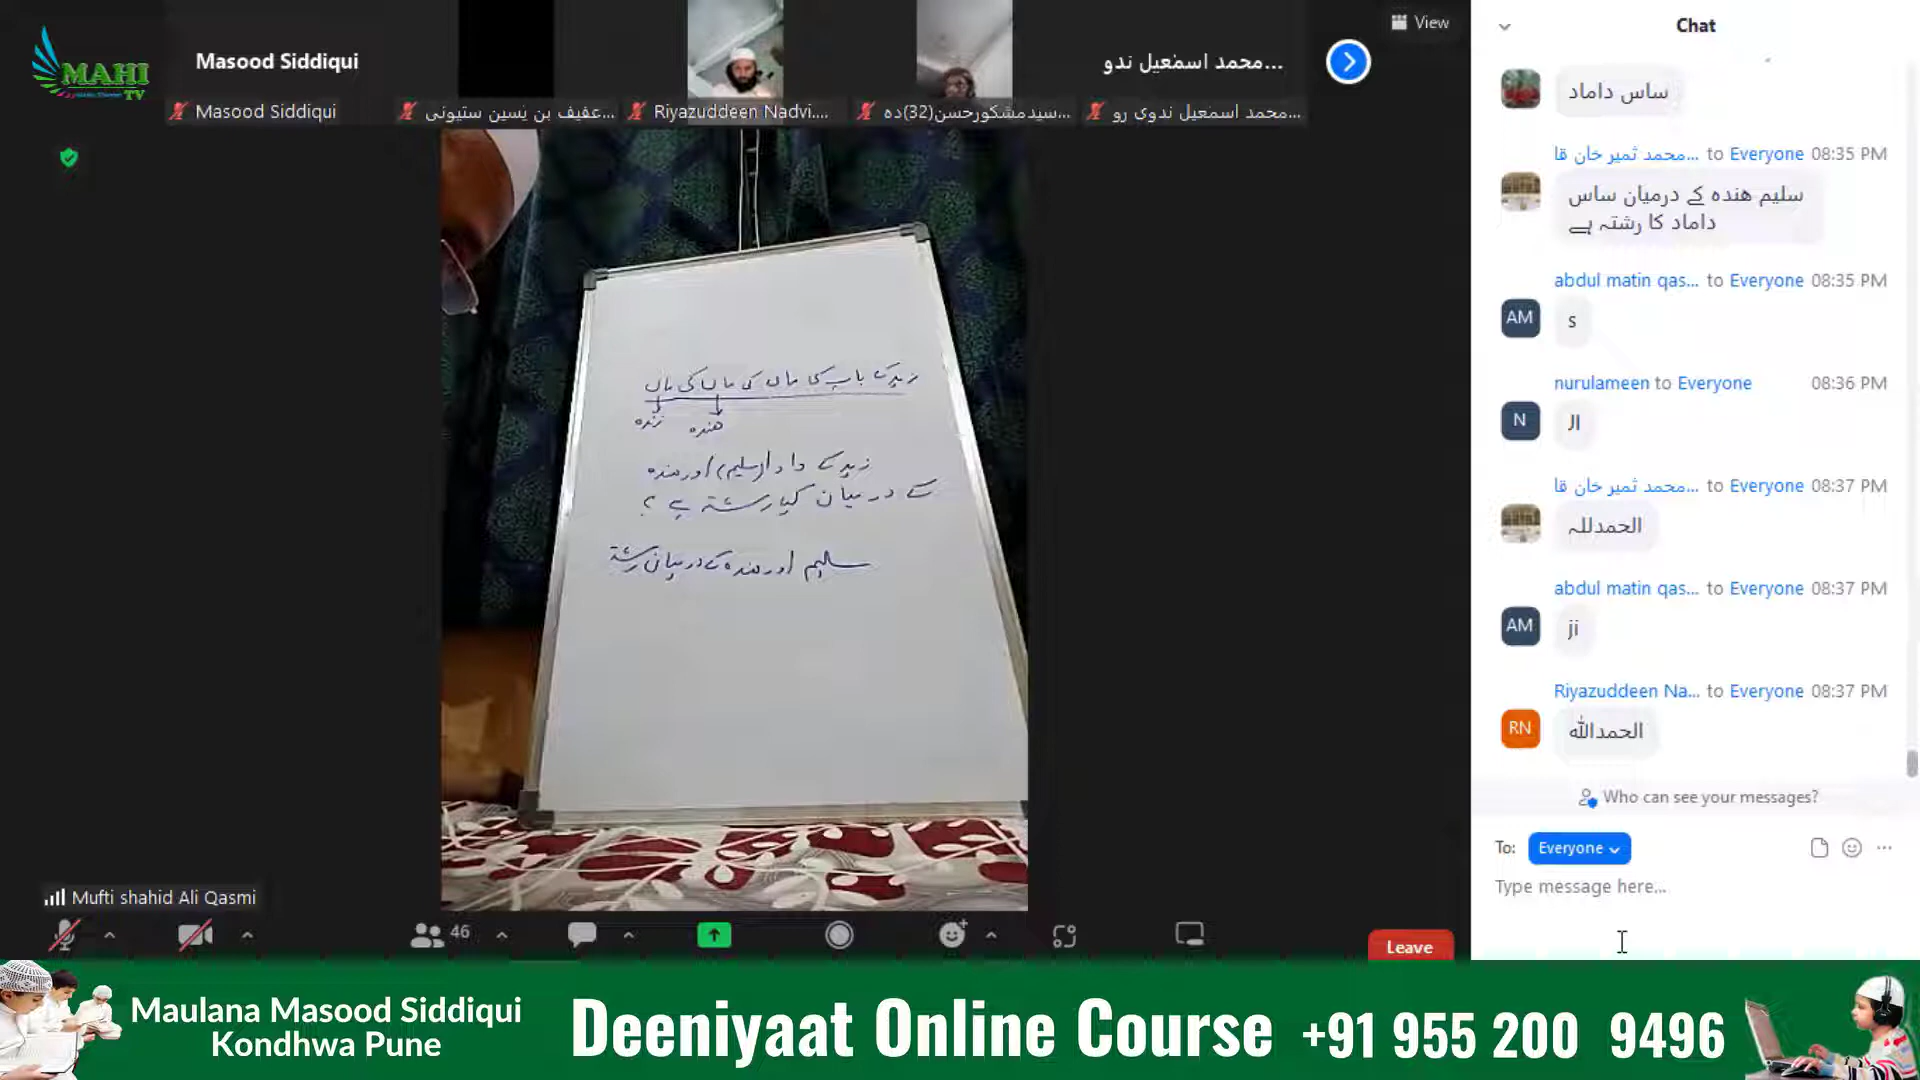 MAHI
TV
Masood Siddiqui
محمد اسمٰعیل ندو...
View
Masood Siddiqui
عفیف بن یٰسین ستیونی...
Riyazuddeen Nadvi....
سیدمشکورحسن(32)ده...
محمد اسمٰعیل ندوی رو...
زید کے باپ کی ماں کی ماں کی ماں
زندہ
ھندہ
زید کے دادا (سلیم) اور ھندہ
کے درمیان کیا رشتہ ہے ؟
سلیم اور ھندہ کے درمیان رشتہ
Mufti shahid Ali Qasmi
46
Leave
Chat
ساس داماد
محمد ثمیر خان قا... to Everyone 08:35 PM
سلیم ھندہ کے درمیان ساس
داماد کا رشتہ ہے
abdul matin qas... to Everyone 08:35 PM
AM
s
nurulameen to Everyone 08:36 PM
N
JI
محمد ثمیر خان قا... to Everyone 08:37 PM
الحمدللہ
abdul matin qas... to Everyone 08:37 PM
AM
ji
Riyazuddeen Na... to Everyone 08:37 PM
RN
الحمداللّٰه
Who can see your messages?
To: Everyone
Type message here...
Maulana Masood Siddiqui
Kondhwa Pune
Deeniyaat Online Course +91 955 200 9496